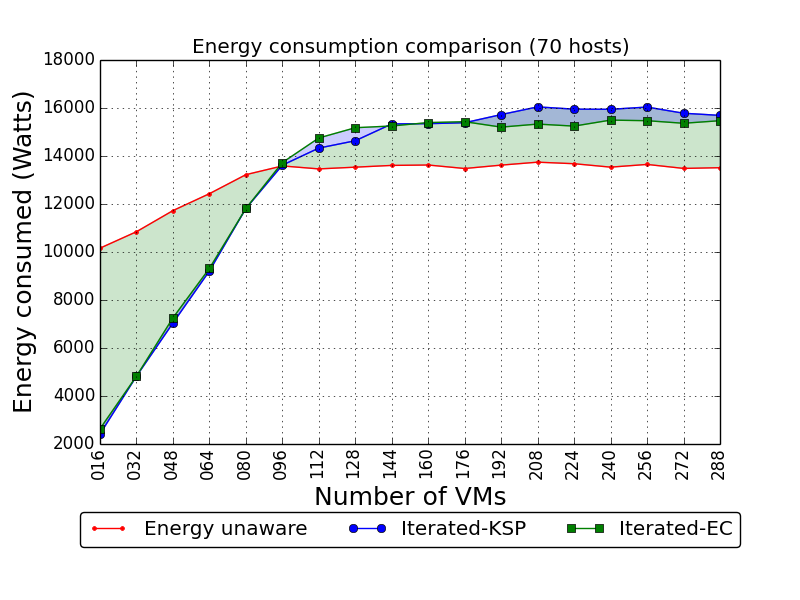 Energy consumption comparison (70 hosts)
18000
16000
14000
12000
10000
8000
6000
4000
2000
Energy consumed (Watts)
016 032 048 064 080 096 112 128 144 160 176 192 208 224 240 256 272 288
Number of VMs
Energy unaware Iterated-KSP Iterated-EC